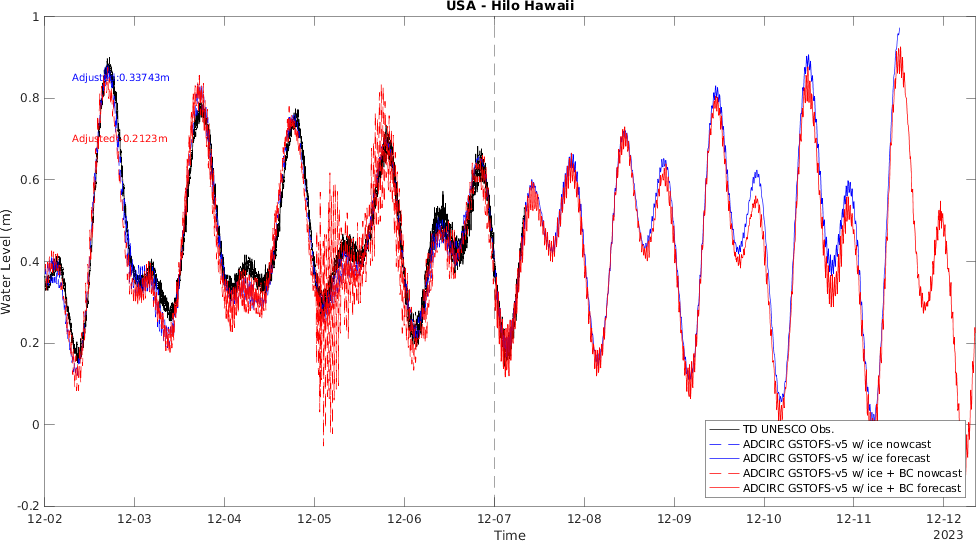 USA - Hilo Hawaii
1
0.8
0.6
0.4
0.2
0
-0.2
Water Level (m)
Adjusted:0.33743m
Adjusted: 0.2123m
TD UNESCO Obs.
ADCIRC GSTOFS-v5 w/ ice nowcast
ADCIRC GSTOFS-v5 w/ ice forecast
ADCIRC GSTOFS-v5 w/ ice + BC nowcast
ADCIRC GSTOFS-v5 w/ ice + BC forecast
12-02 12-03 12-04 12-05 12-06 12-07 12-08 12-09 12-10 12-11 12-12
2023
Time